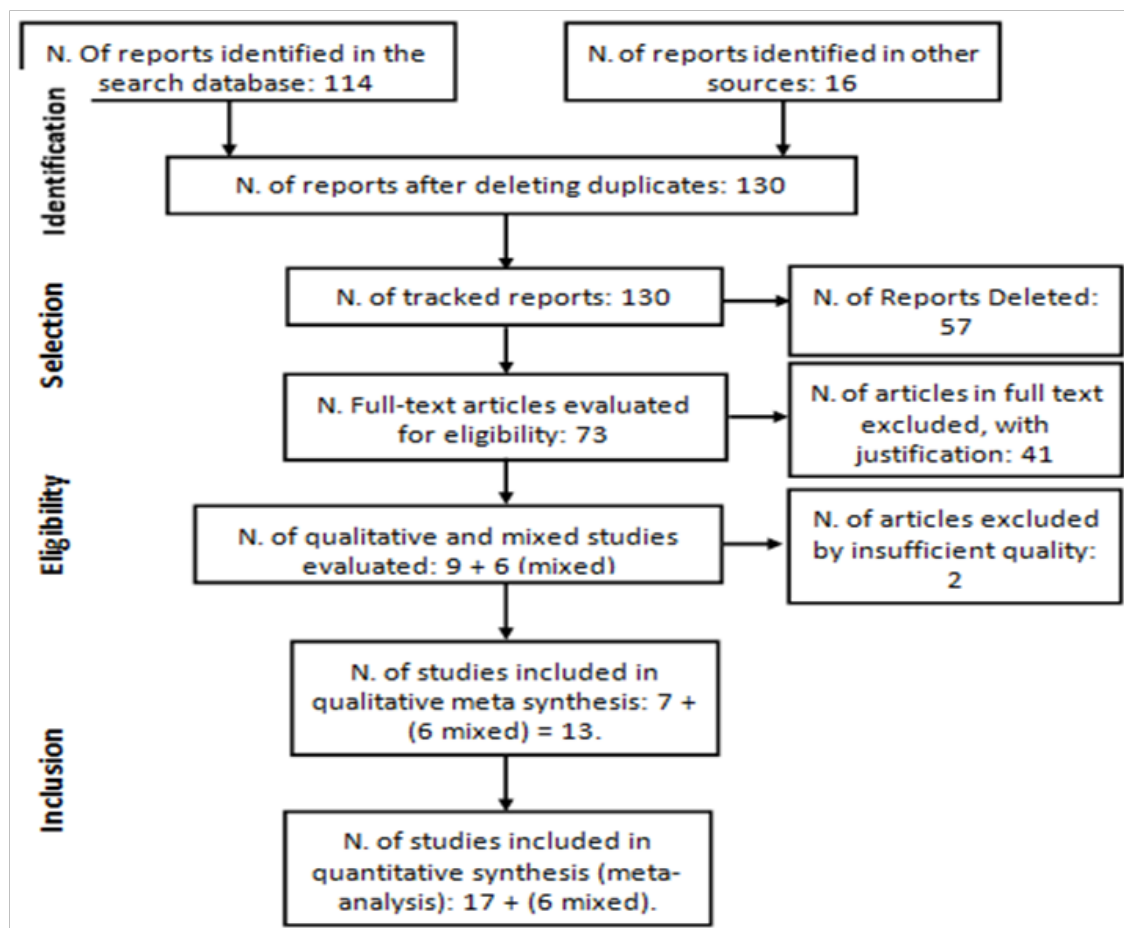 N. Of reports identified in the
search database: 114
N. of reports identified in other
sources: 16
Identification
N. of reports after deleting duplicates: 130
Selection
N. of tracked reports: 130
N. of Reports Deleted:
57
N. Full-text articles evaluated
for eligibility: 73
N. of articles in full text
excluded, with
justification: 41
Eligibility
N. of qualitative and mixed studies
evaluated: 9 + 6 (mixed)
N. of articles excluded
by insufficient quality:
2
Inclusion
N. of studies included in
qualitative meta synthesis: 7 +
(6 mixed) = 13.
N. of studies included in
quantitative synthesis (meta-
analysis): 17 + (6 mixed).